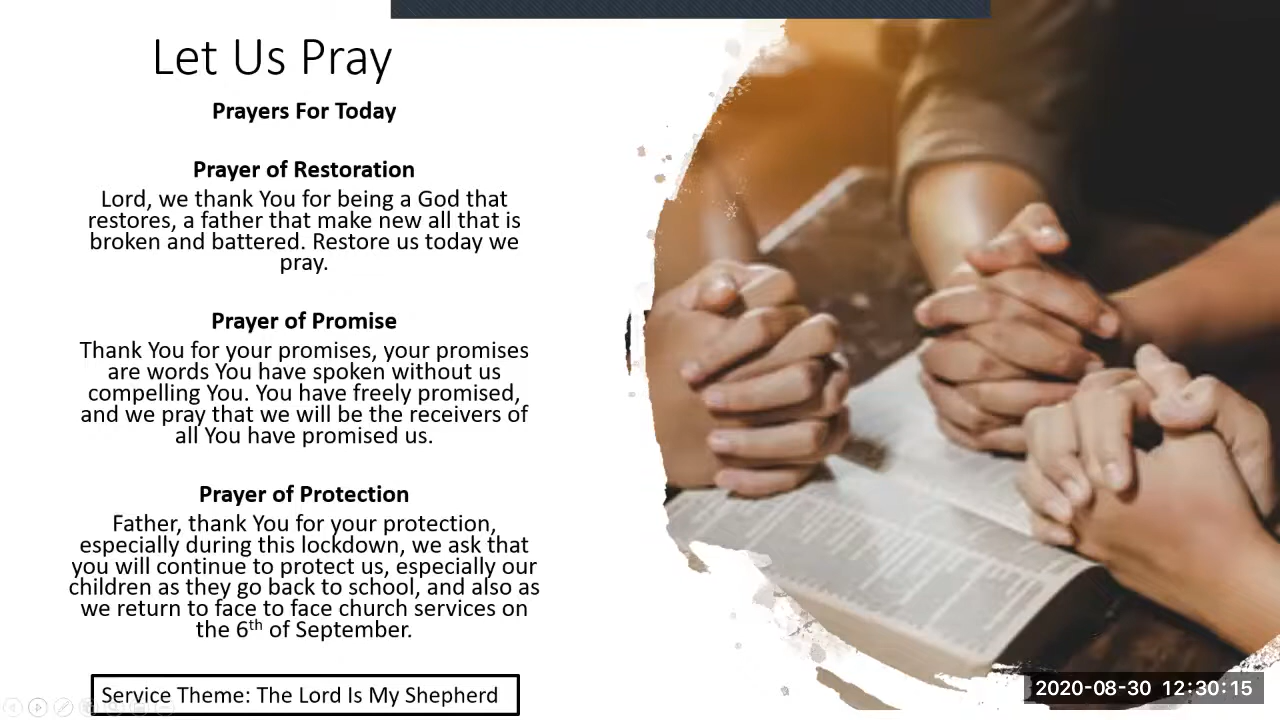 Let Us Pray
Prayers For Today
Prayer of Restoration
Lord, we thank You for being a God that
restores, a father that make new all that is
broken and battered. Restore us today we
pray.
Prayer of Promise
Thank You for your promises, your promises
are words You have spoken without us
compelling You. You have freely promised,
and we pray that we will be the receivers of
all You have promised us.
Prayer of Protection
Father, thank You for your protection,
especially during this lockdown, we ask that
you will continue to protect us, especially our
children as they go back to school, and also as
we return to face to face church services on
the 6th of September.
Service Theme: The Lord Is My Shepherd
2020-08-30 12:30:15